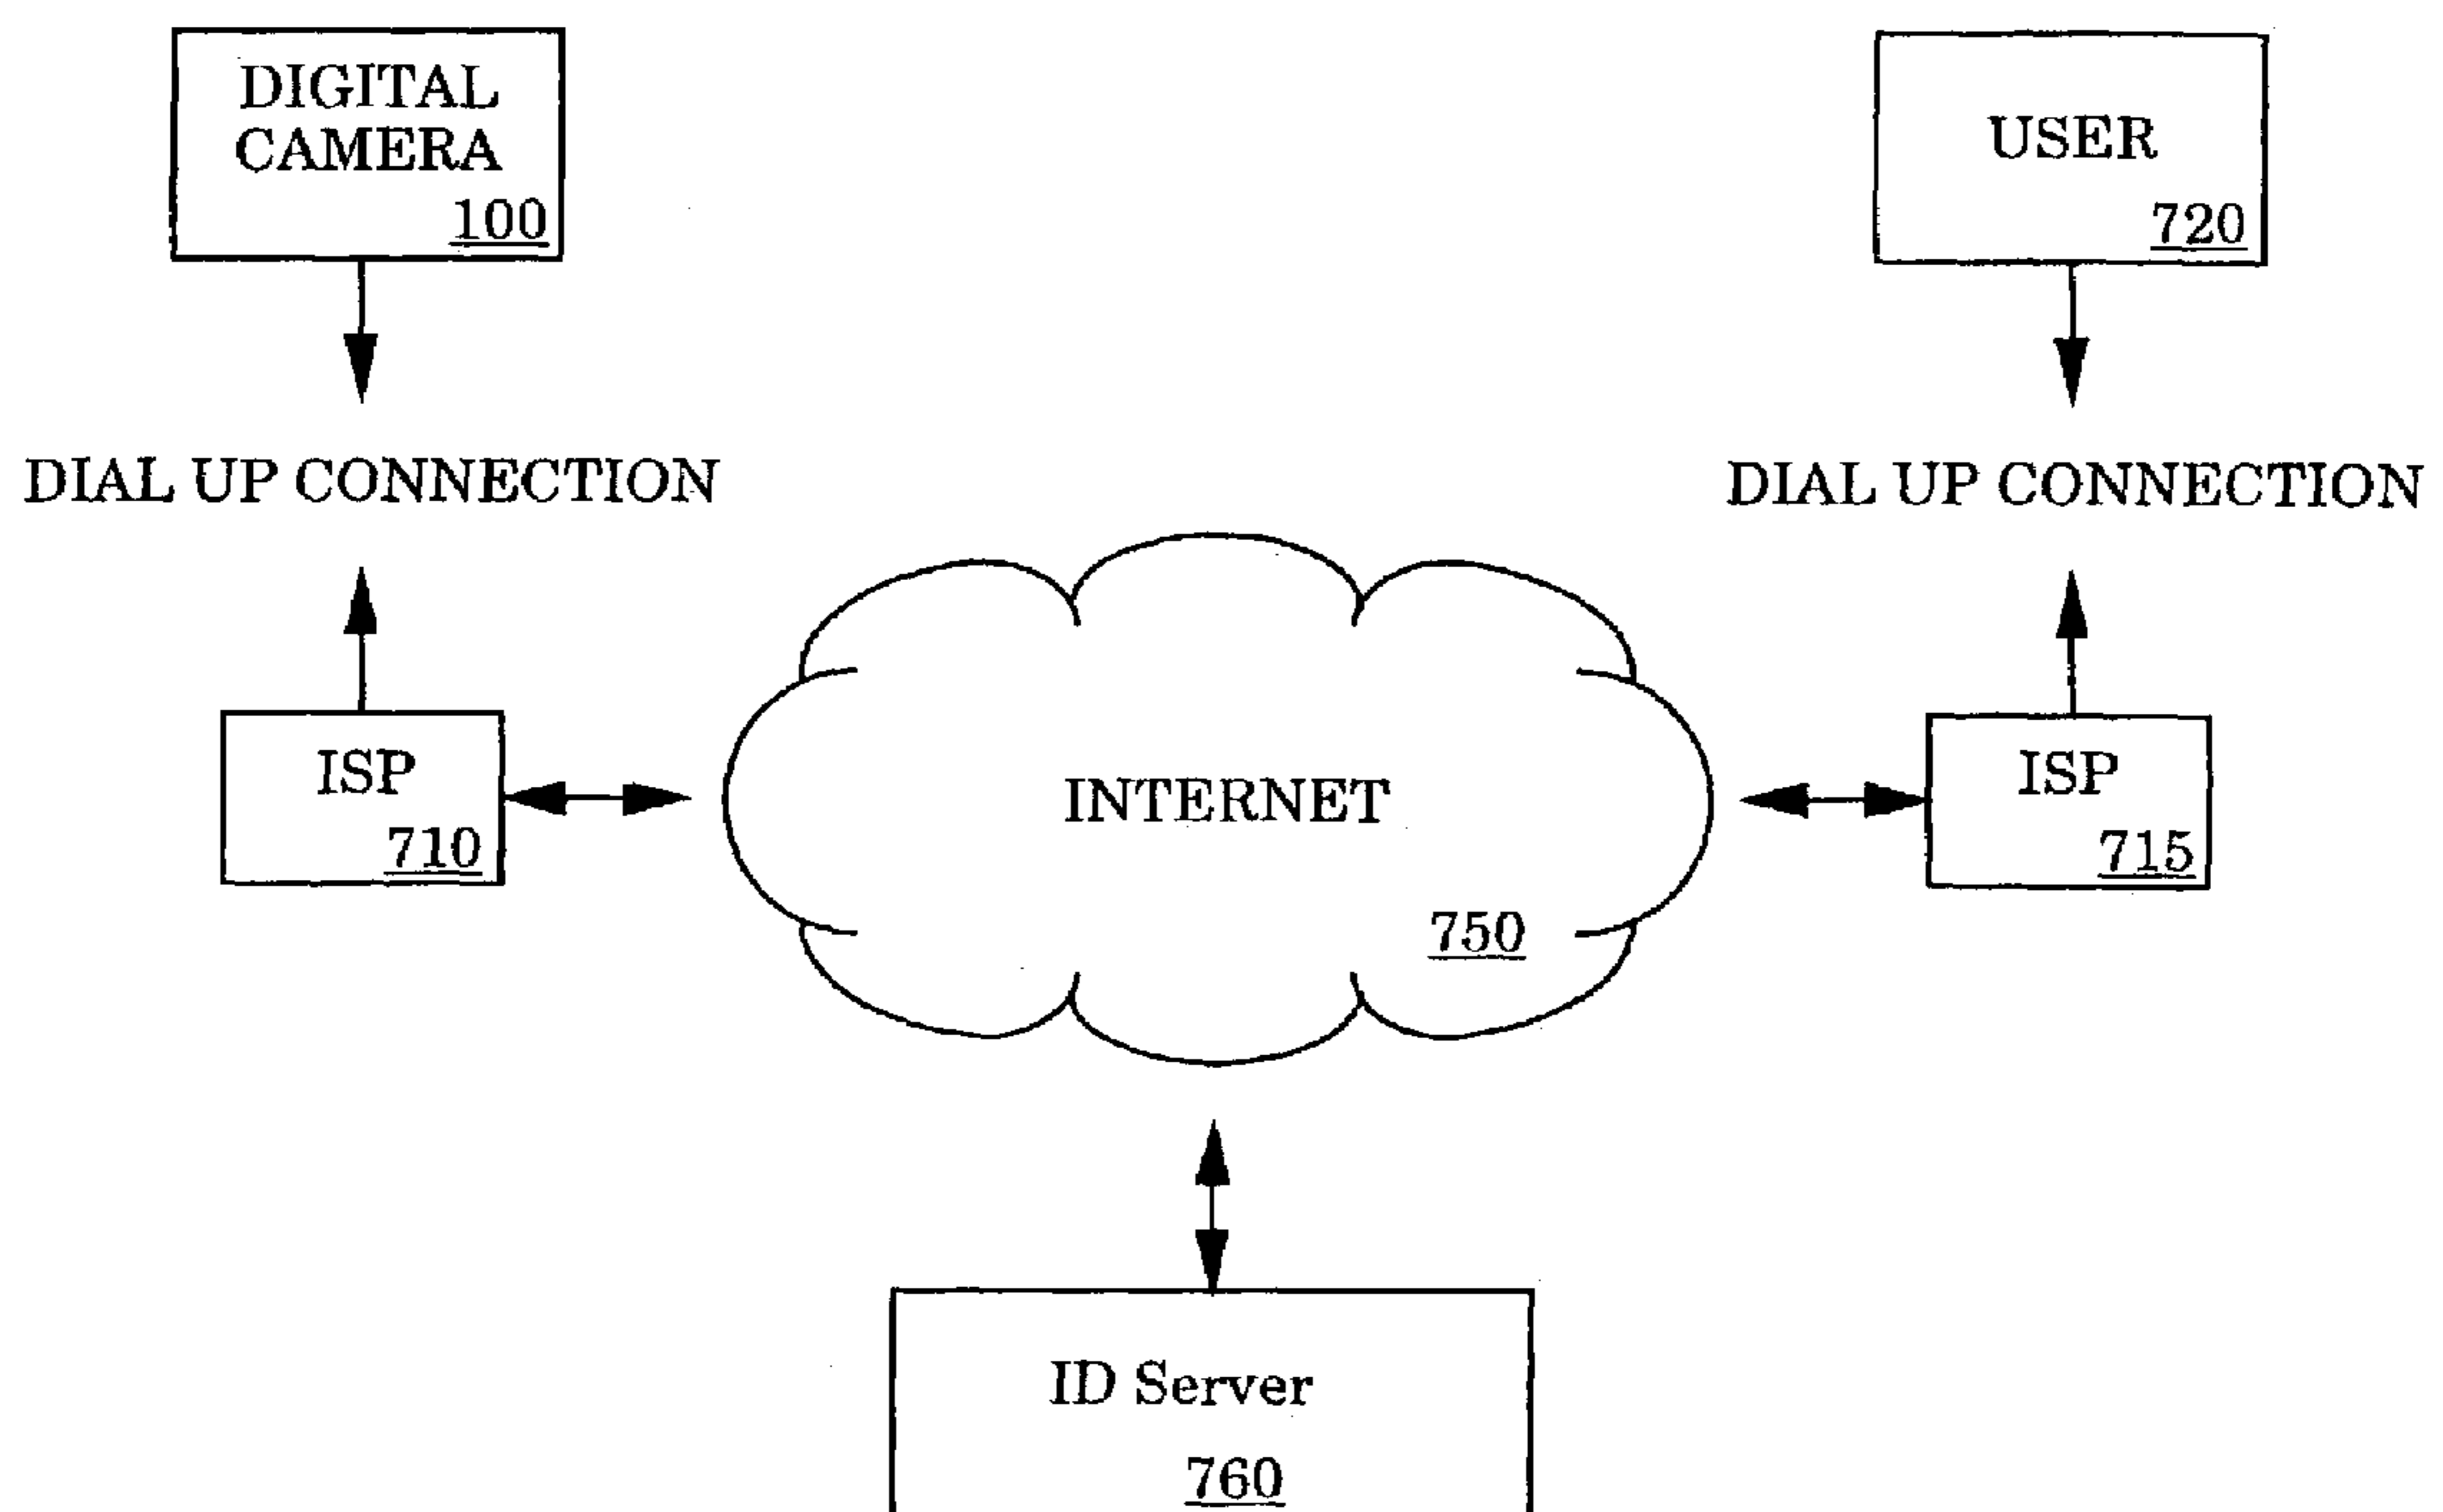 DIGITAL
CAMERA
100
USER
720
DIAL UP CONNECTION
DIAL UP CONNECTION
ISP
710
INTERNET
750
ISP
715
ID Server
760